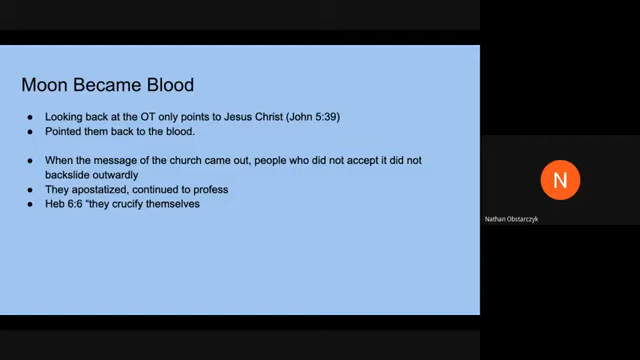 Moon Became Blood
● Looking back at the OT only points to Jesus Christ (John 5:39)
● Pointed them back to the blood.
● When the message of the church came out, people who did not accept it did not
backslide outwardly
● They apostatized, continued to profess
● Heb 6:6 “they crucify themselves
N
Nathan Obstarczyk